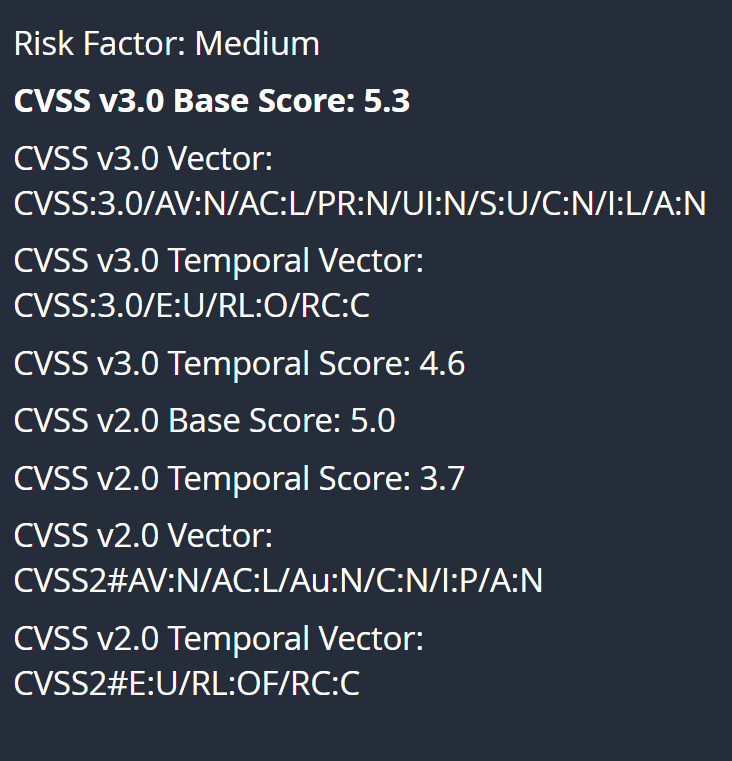 Risk Factor: Medium
CVSS v3.0 Base Score: 5.3
CVSS v3.0 Vector:
CVSS:3.0/AV:N/AC:L/PR:N/UI:N/S:U/C:N/I:L/A:N
CVSS v3.0 Temporal Vector:
CVSS:3.0/E:U/RL:O/RC:C
CVSS v3.0 Temporal Score: 4.6
CVSS v2.0 Base Score: 5.0
CVSS v2.0 Temporal Score: 3.7
CVSS v2.0 Vector:
CVSS2#AV:N/AC:L/Au:N/C:N/I:P/A:N
CVSS v2.0 Temporal Vector:
CVSS2#E:U/RL:OF/RC:C